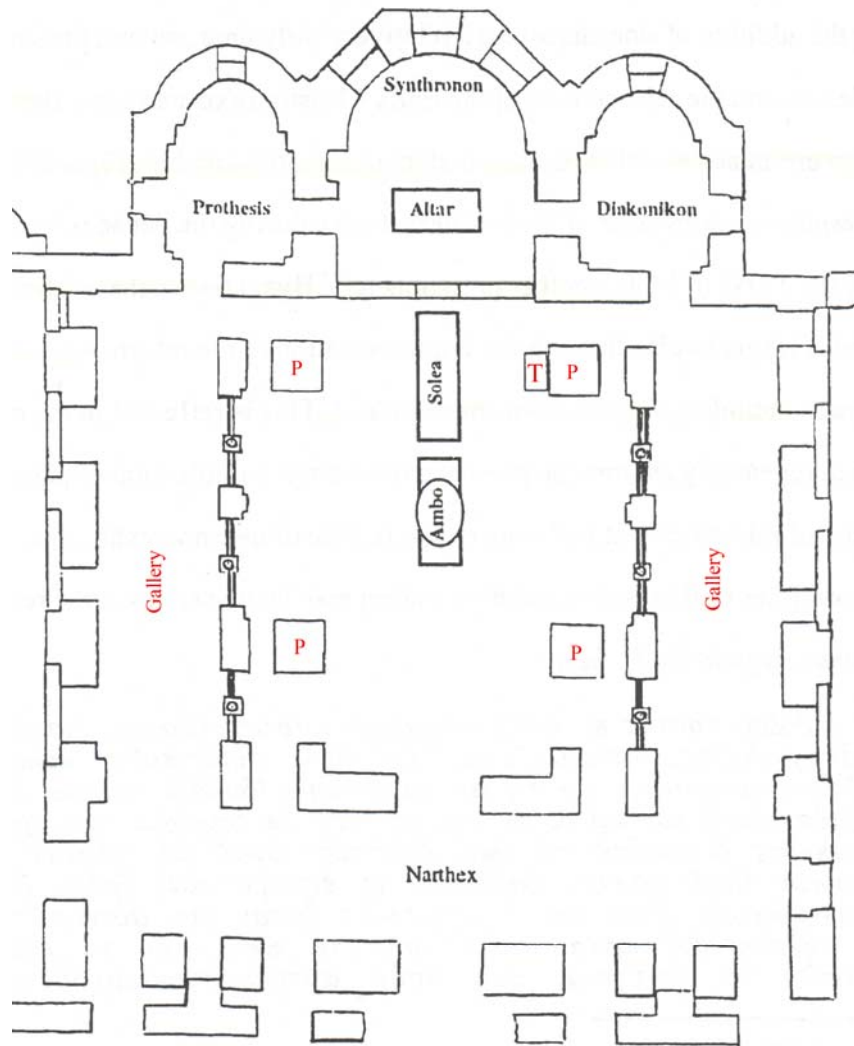 Synthronon
Prothesis
Altar
Diakonikon
P
Solea
T
P
Ambo
Gallery
Gallery
P
P
Narthex